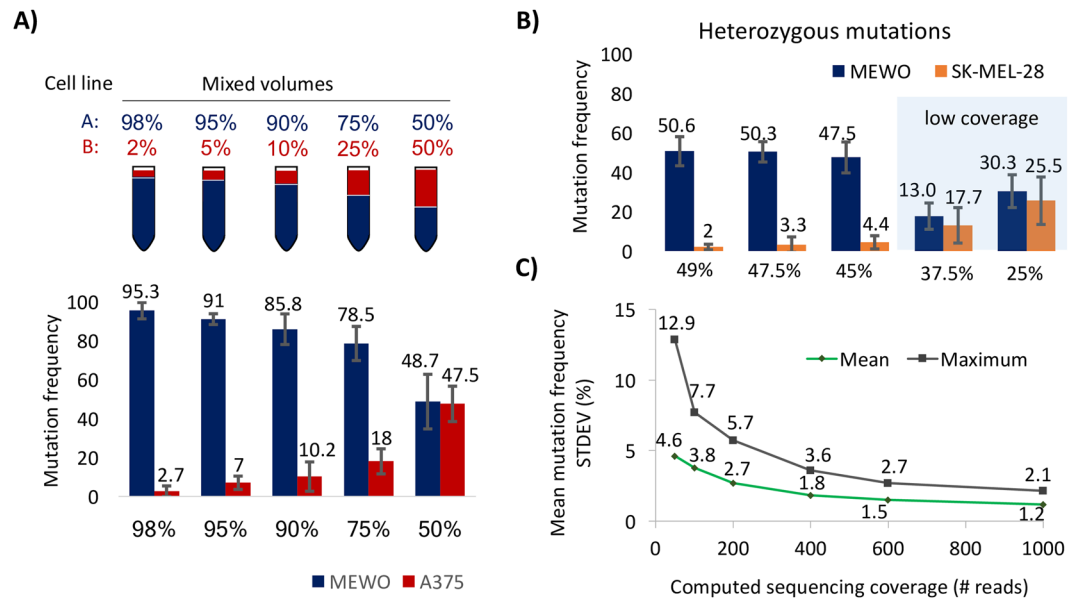 A)
Cell line Mixed volumes
A: 98% 95% 90% 75% 50%
B: 2% 5% 10% 25% 50%
Mutation frequency
100
80
60
40
20
0
95.3 91 85.8 78.5 48.7 47.5
2.7 7 10.2 18
98% 95% 90% 75% 50%
MEWO A375
B)
Heterozygous mutations
MEWO SK-MEL-28
Mutation frequency
100
80
60
40
20
0
low coverage
50.6 50.3 47.5 13.0 17.7 30.3 25.5
2 3.3 4.4
49% 47.5% 45% 37.5% 25%
C)
Mean mutation frequency
STDEV (%)
15
10
5
0
Mean Maximum
12.9 7.7 5.7 3.6 2.7 2.1
4.6 3.8 2.7 1.8 1.5 1.2
0 200 400 600 800 1000
Computed sequencing coverage (# reads)